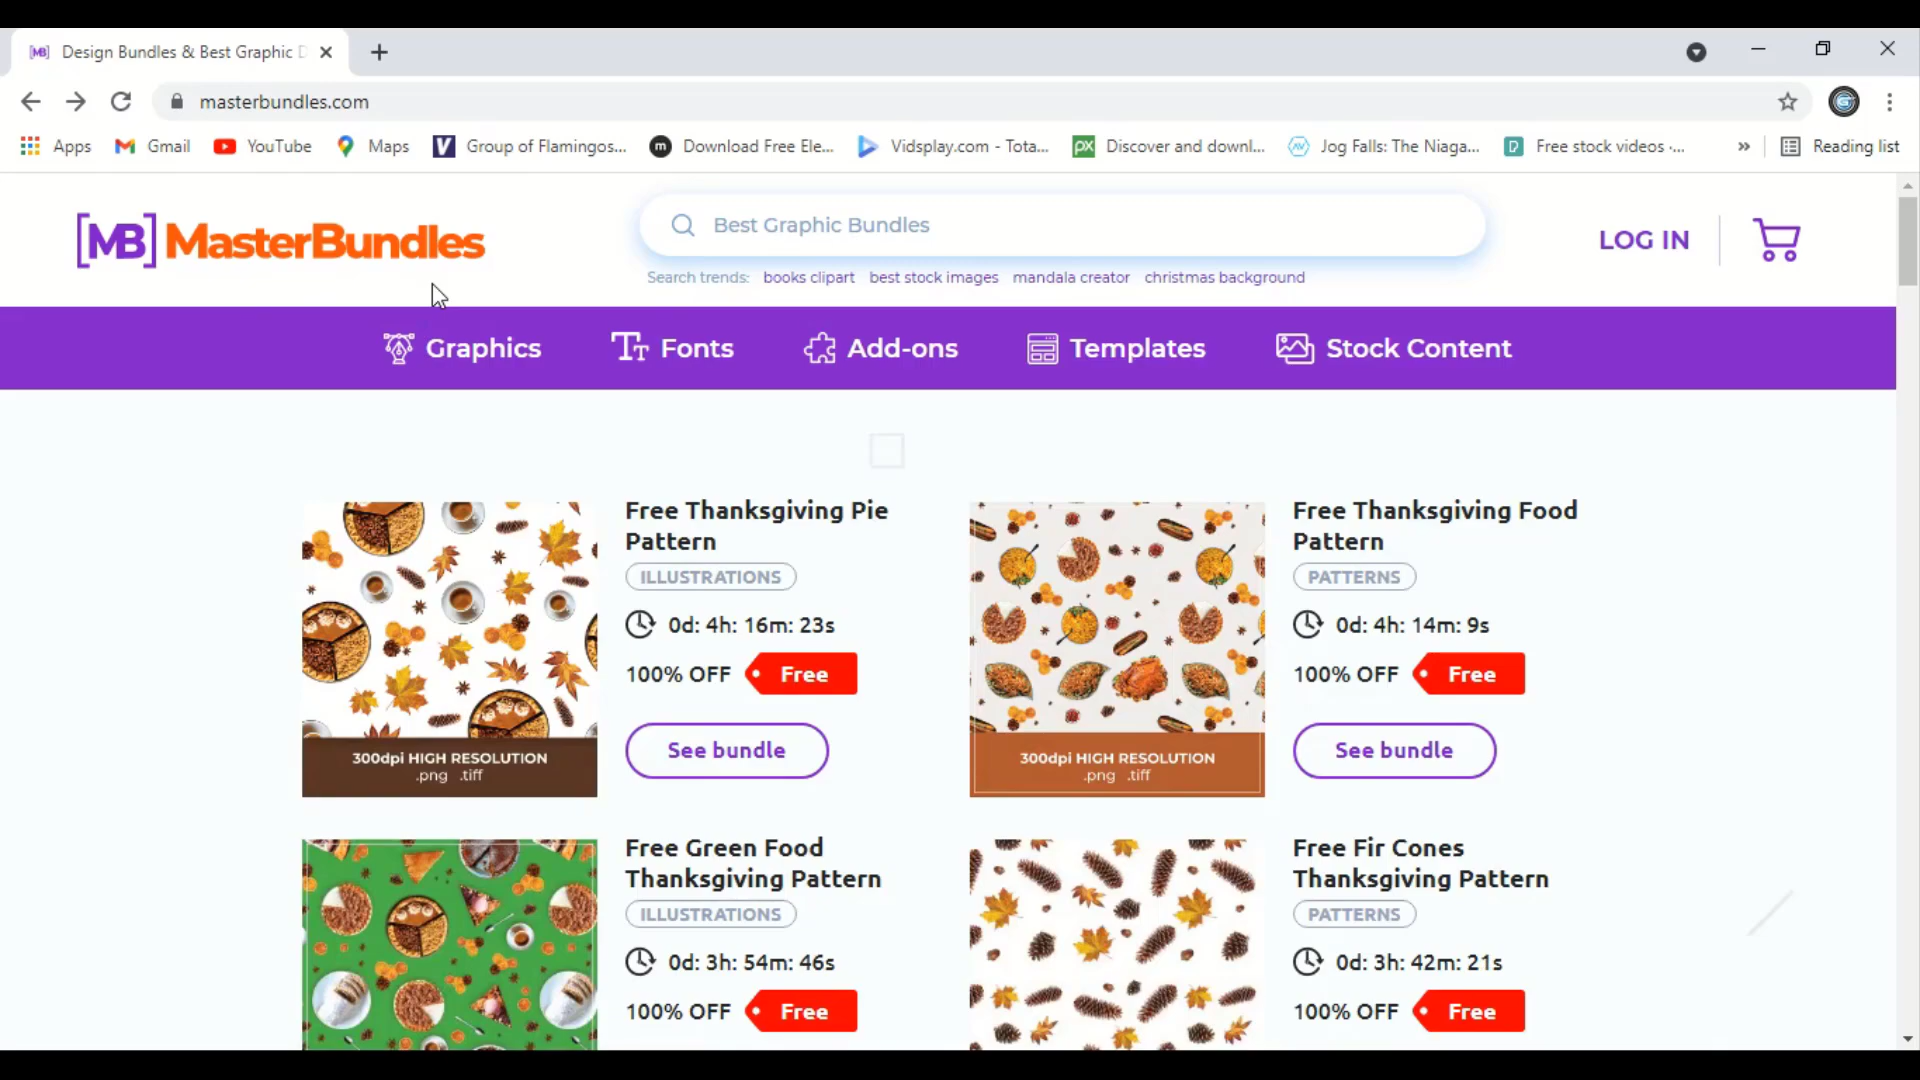 [MB] Design Bundles & Best Graphic D
masterbundles.com
Apps Gmail YouTube Maps Group of Flamingos... Download Free Ele... Vidsplay.com - Tota... Discover and downl... Jog Falls: The Niaga... Free stock videos ·... » Reading list
[MB] MasterBundles
Best Graphic Bundles
LOG IN
Search trends: books clipart best stock images mandala creator christmas background
Graphics Fonts Add-ons Templates Stock Content
Free Thanksgiving Pie
Pattern
ILLUSTRATIONS
0d: 4h: 16m: 23s
100% OFF Free
See bundle
300dpi HIGH RESOLUTION
.png .tiff
Free Thanksgiving Food
Pattern
PATTERNS
0d: 4h: 14m: 9s
100% OFF Free
See bundle
300dpi HIGH RESOLUTION
.png .tiff
Free Green Food
Thanksgiving Pattern
ILLUSTRATIONS
0d: 3h: 54m: 46s
100% OFF Free
Free Fir Cones
Thanksgiving Pattern
PATTERNS
0d: 3h: 42m: 21s
100% OFF Free